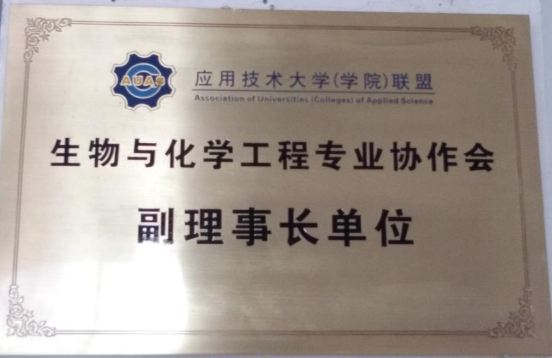 AUAS
应用技术大学(学院)联盟
Association of Universities (Colleges) of Applied Science
生物与化学工程专业协作会
副理事长单位